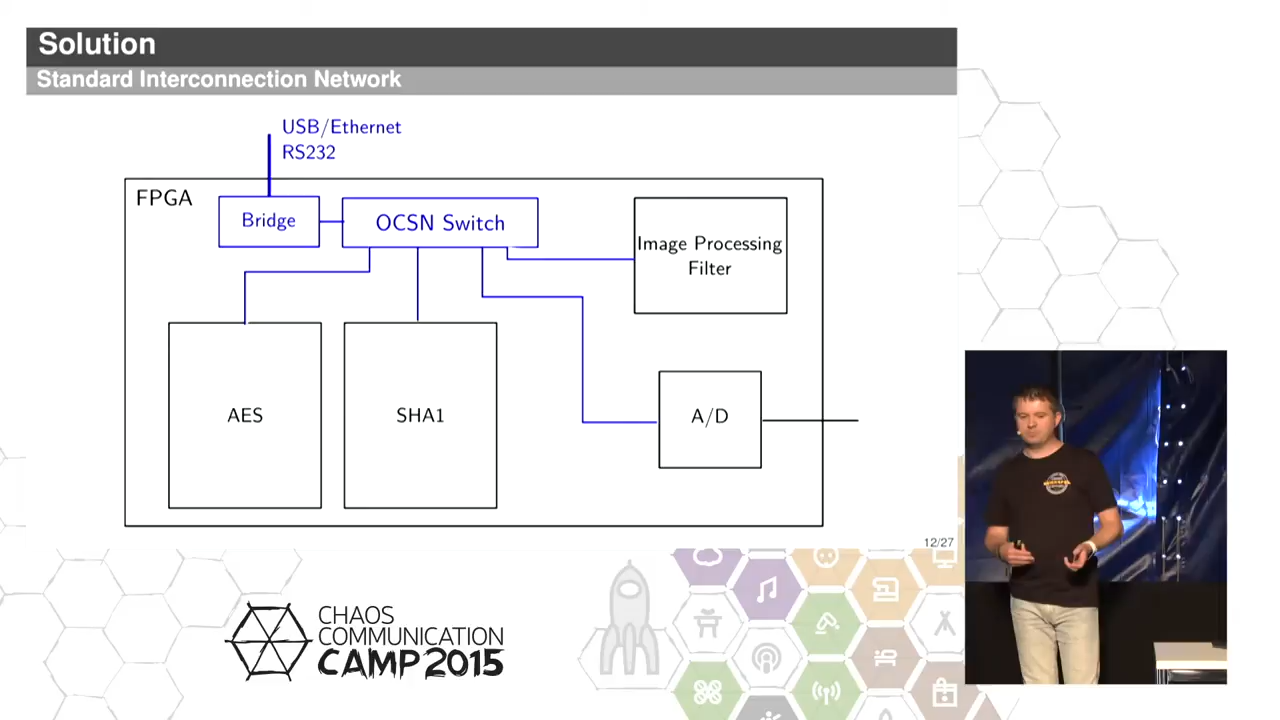 Solution
Standard Interconnection Network
USB/Ethernet
RS232
FPGA
Bridge
OCSN Switch
Image Processing
Filter
AES
SHA1
A/D
12/27
CHAOS
COMMUNICATION
CAMP 2015